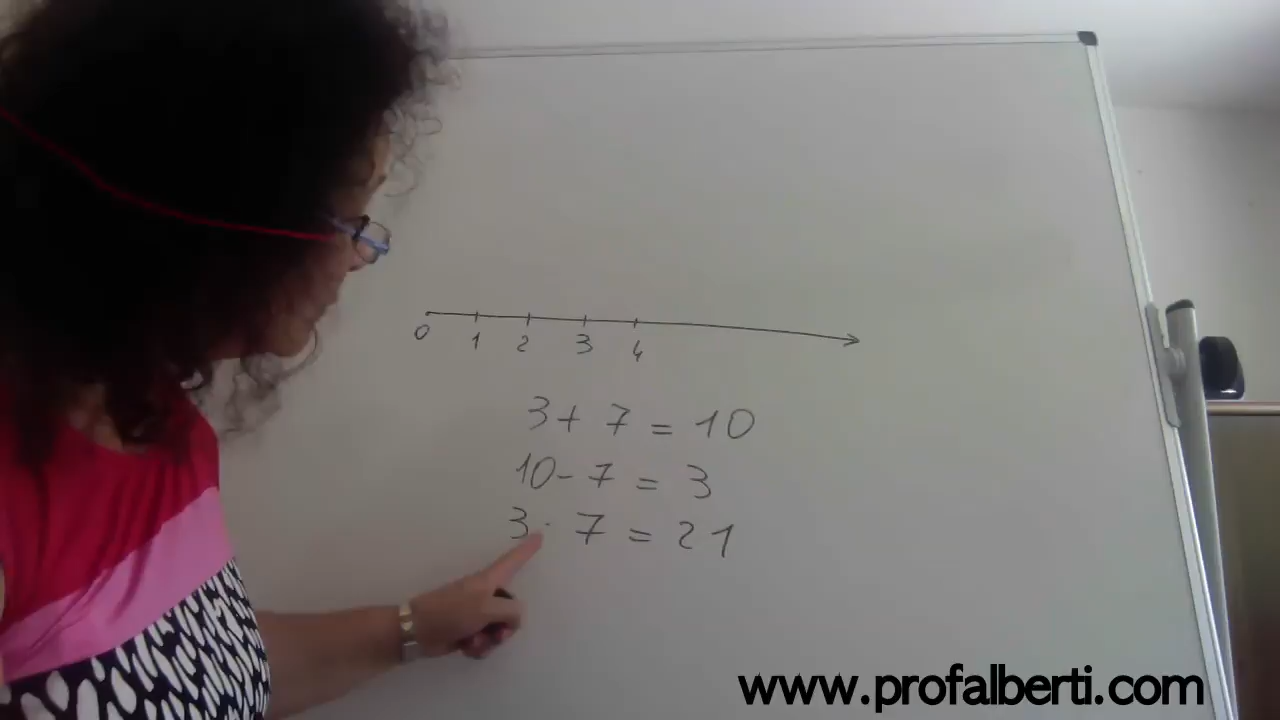 0 1 2 3 4
3 + 7 = 10
10 - 7 = 3
3 · 7 = 21
www.profalberti.com